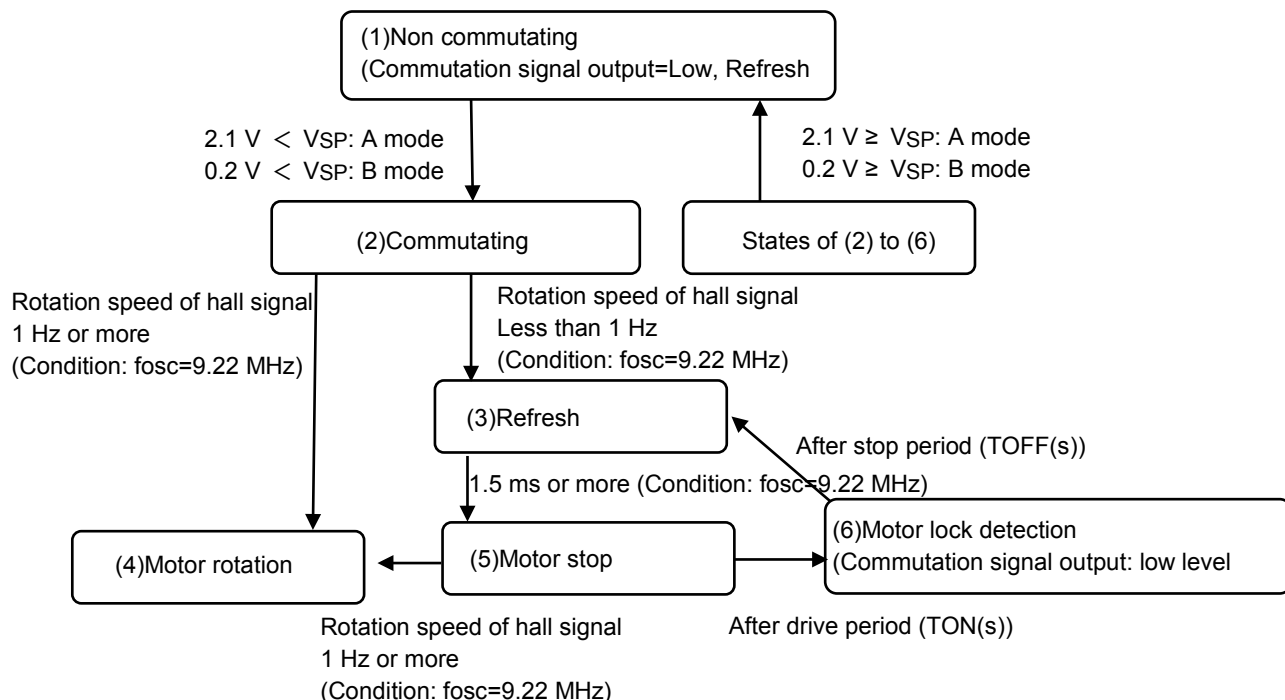 (1)Non commutating
(Commutation signal output=Low, Refresh
2.1 V ＜ VSP: A mode
0.2 V ＜ VSP: B mode
2.1 V ≥ VSP: A mode
0.2 V ≥ VSP: B mode
(2)Commutating
States of (2) to (6)
Rotation speed of hall signal
1 Hz or more
(Condition: fosc=9.22 MHz)
Rotation speed of hall signal
Less than 1 Hz
(Condition: fosc=9.22 MHz)
(3)Refresh
After stop period (TOFF(s))
1.5 ms or more (Condition: fosc=9.22 MHz)
(4)Motor rotation
(5)Motor stop
(6)Motor lock detection
(Commutation signal output: low level
Rotation speed of hall signal
1 Hz or more
(Condition: fosc=9.22 MHz)
After drive period (TON(s))